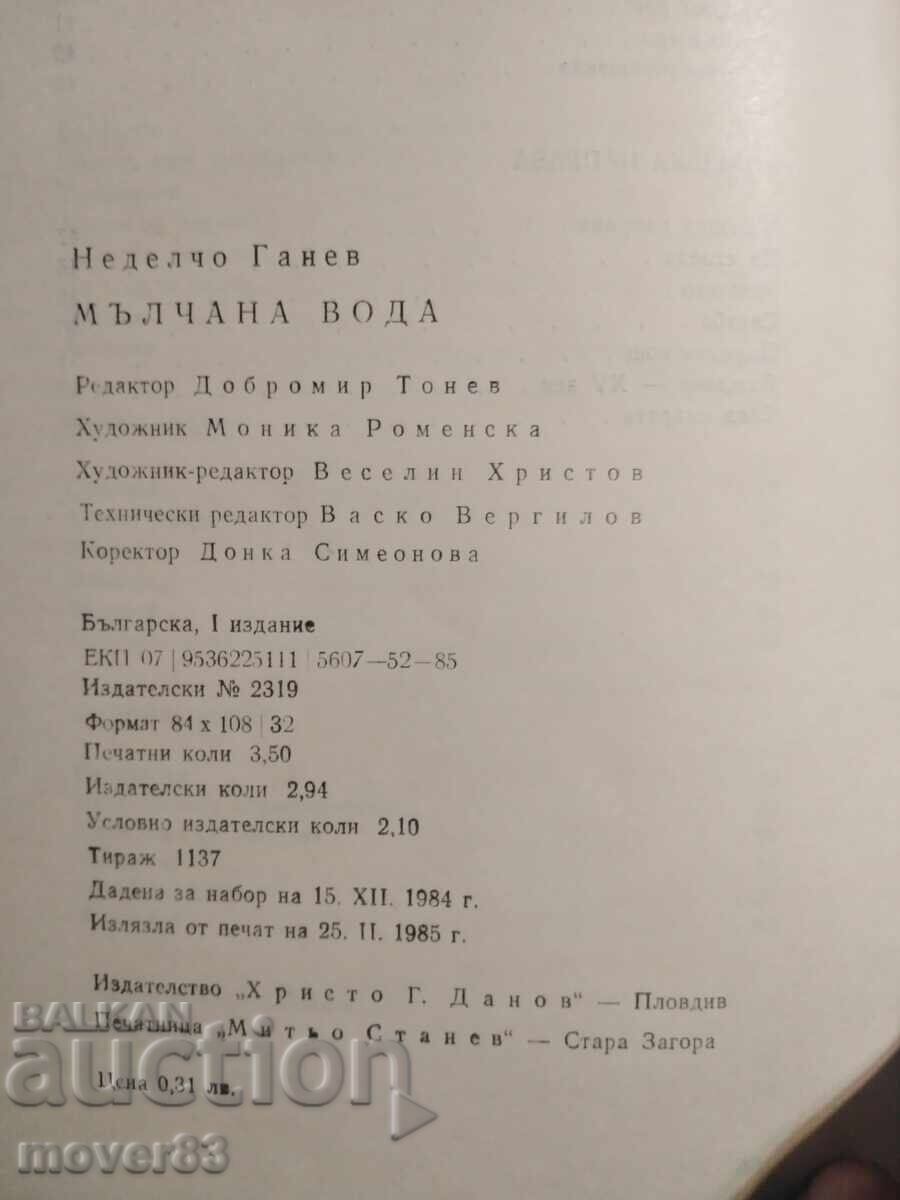 Неделчо Ганев
МЪЛЧАНА ВОДА
Редактор Добромир Тонев
Художник Моника Роменска
Художник-редактор Веселин Христов
Технически редактор Васко Вергилов
Коректор Донка Симеонова
Българска, I издание
ЕКП 07 | 9536225111 | 5607—52—85
Издателски № 2319
Формат 84 x 108 | 32
Печатни коли 3,50
Издателски коли 2,94
Условно издателски коли 2,10
Тираж 1137
Дадена за набор на 15. XII. 1984 г.
Излязла от печат на 25. II. 1985 г.
Издателство „Христо Г. Данов“ — Пловдив
Печатница „Митьо Станев“ — Стара Загора
Цена 0,31 лв.
BALKAN
auction
mover83